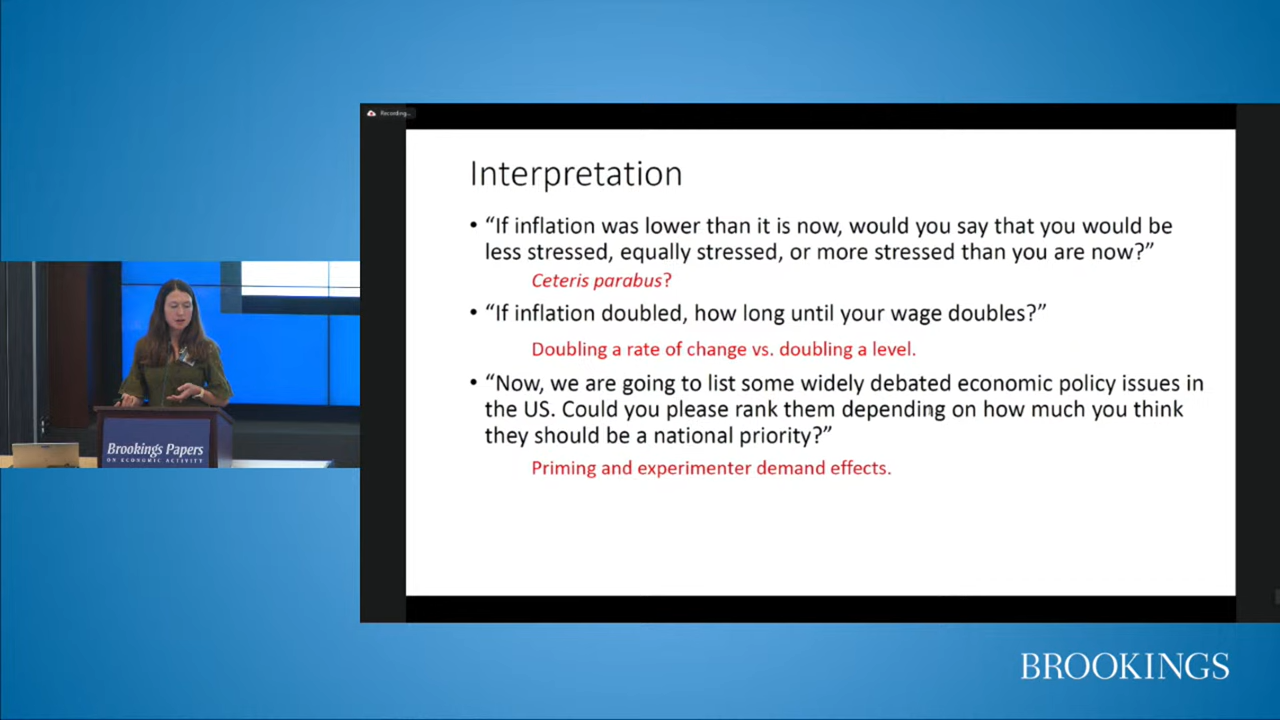 Recording...
Interpretation
• “If inflation was lower than it is now, would you say that you would be
less stressed, equally stressed, or more stressed than you are now?”
Ceteris parabus?
• “If inflation doubled, how long until your wage doubles?”
Doubling a rate of change vs. doubling a level.
• “Now, we are going to list some widely debated economic policy issues in
the US. Could you please rank them depending on how much you think
they should be a national priority?”
Priming and experimenter demand effects.
Brookings Papers
ON ECONOMIC ACTIVITY
BROOKINGS